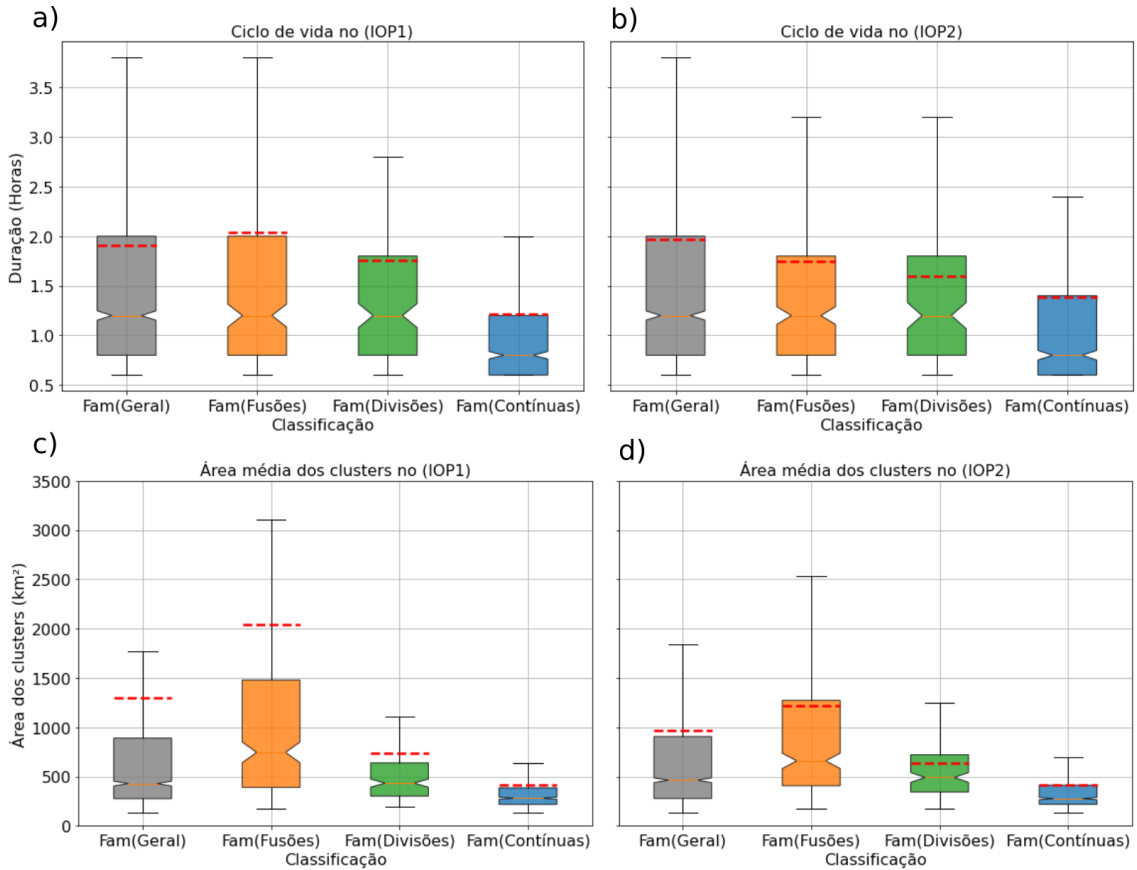 a)
Ciclo de vida no (IOP1)
Duração (Horas)
3.5
3.0
2.5
2.0
1.5
1.0
0.5
Fam(Geral) Fam(Fusões) Fam(Divisões) Fam(Contínuas)
Classificação
b)
Ciclo de vida no (IOP2)
Fam(Geral) Fam(Fusões) Fam(Divisões) Fam(Contínuas)
Classificação
c)
Área média dos clusters no (IOP1)
Área dos clusters (km²)
3500
3000
2500
2000
1500
1000
500
0
Fam(Geral) Fam(Fusões) Fam(Divisões) Fam(Contínuas)
Classificação
d)
Área média dos clusters no (IOP2)
Fam(Geral) Fam(Fusões) Fam(Divisões) Fam(Contínuas)
Classificação